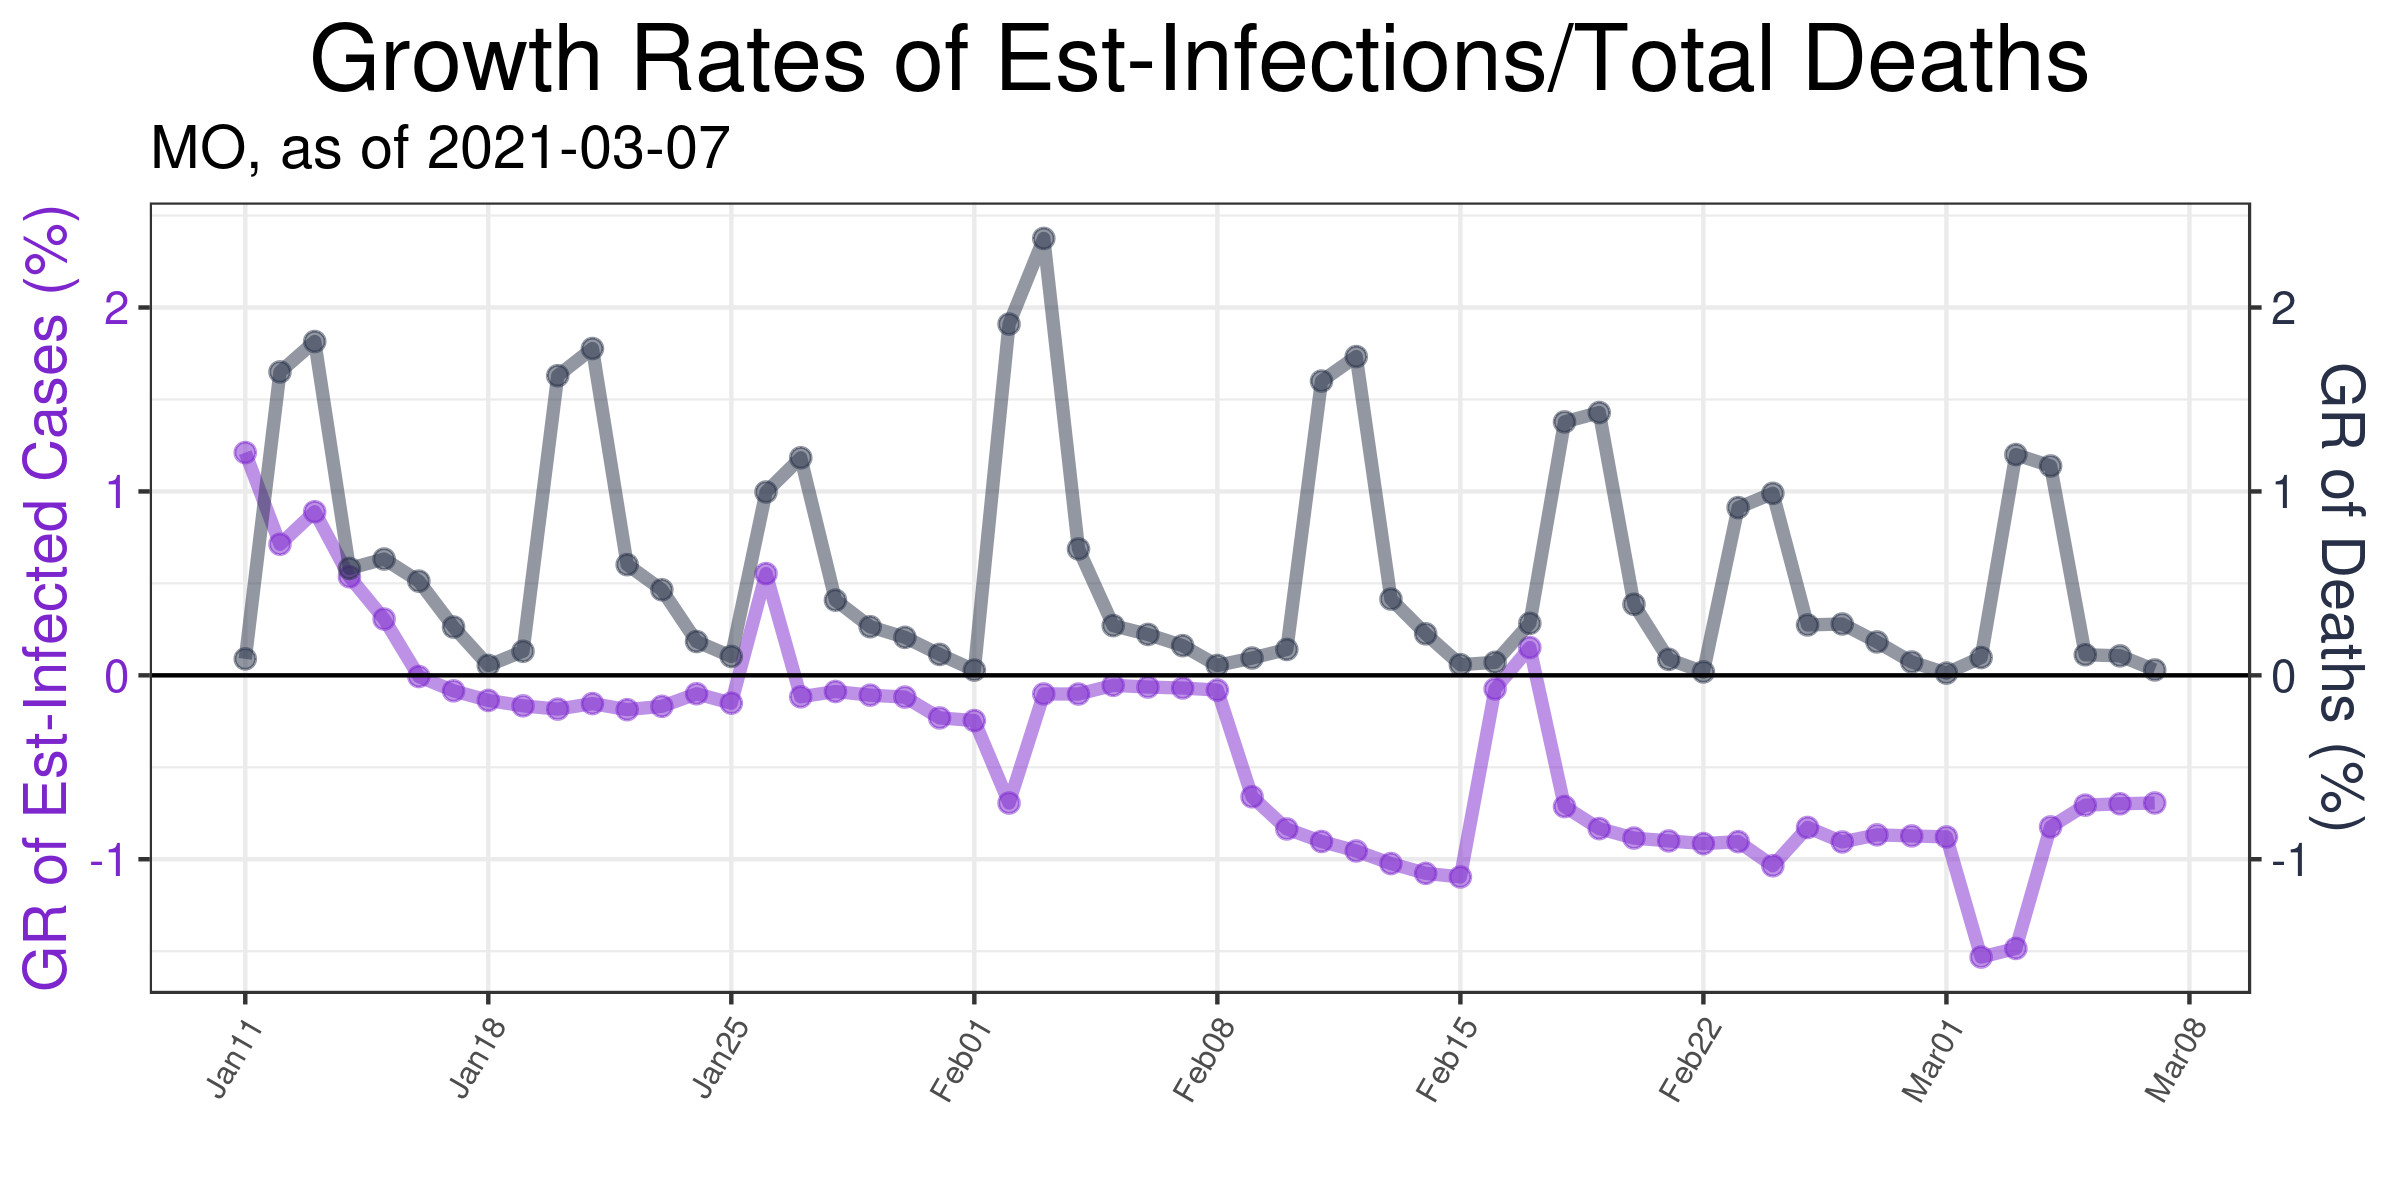 Growth Rates of Est-Infections/Total Deaths
MO, as of 2021-03-07
GR of Est-Infected Cases (%)
2
1
0
-1
2
1
0
-1
GR of Deaths (%)
Jan11
Jan18
Jan25
Feb01
Feb08
Feb15
Feb22
Mar01
Mar08